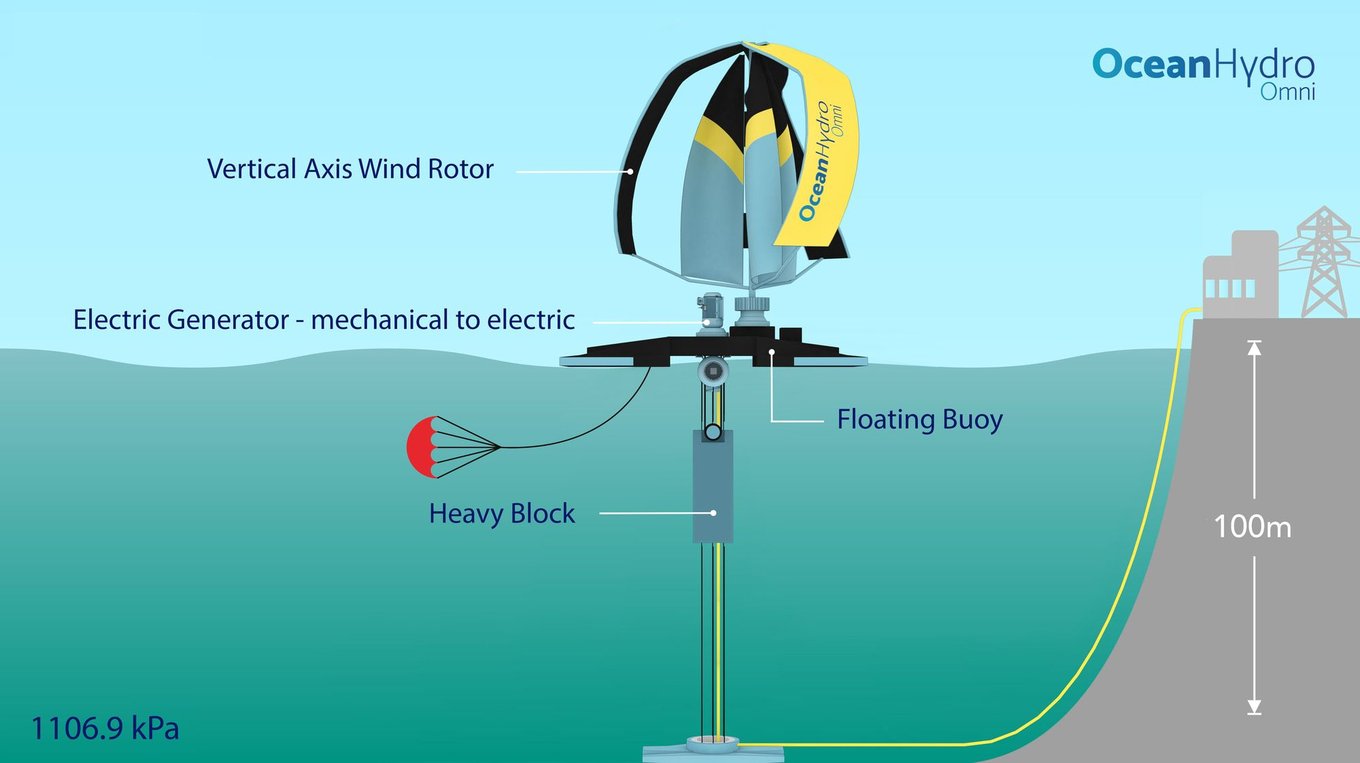 OceanHydro
Omni
Vertical Axis Wind Rotor
OceanHydro
Omni
Electric Generator - mechanical to electric
Floating Buoy
Heavy Block
100m
1106.9 kPa